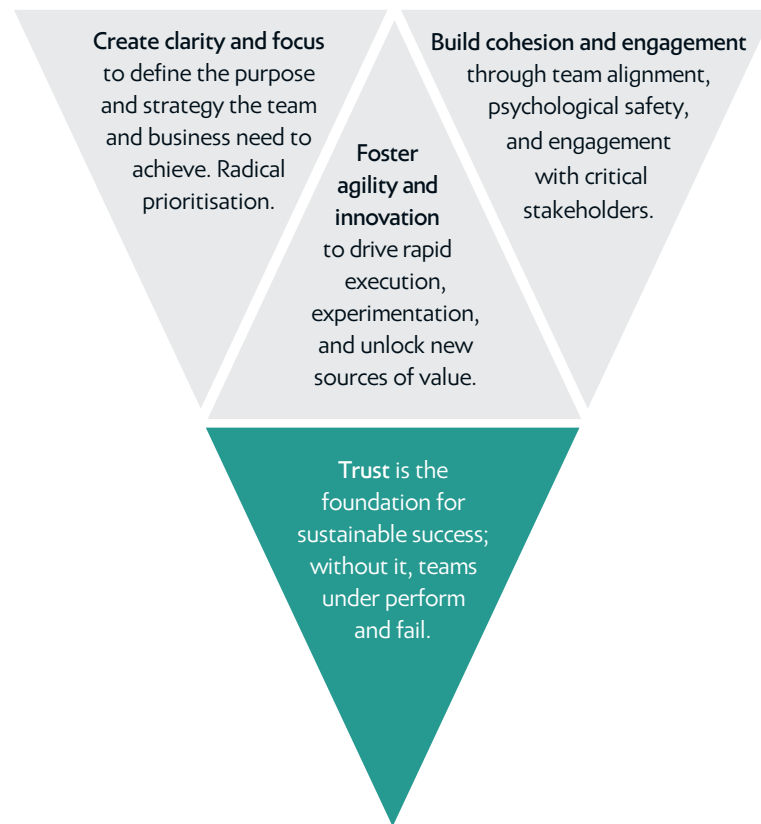 Create clarity and focus
to define the purpose
and strategy the team
and business need to
achieve. Radical
prioritisation.
Foster
agility and
innovation
to drive rapid
execution,
experimentation,
and unlock new
sources of value.
Build cohesion and engagement
through team alignment,
psychological safety,
and engagement
with critical
stakeholders.
Trust is the
foundation for
sustainable success;
without it, teams
under perform
and fail.